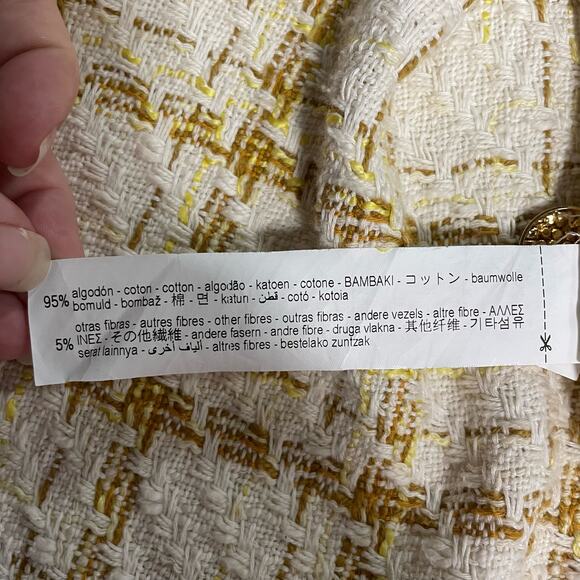 95% algodón - coton - cotton - algodão - katoen - cotone - BAMBAKI - コットン - baumwolle
bomuld - bombaž - 棉 - 면 - katun - قطن - cotó - kotoia
5% otras fibras - autres fibres - other fibres - outras fibras - andere vezels - altre fibre - ΑΛΛΕΣ
ΙΝΕΣ - その他繊維 - andere fasern - andre fibre - druga vlakna - 其他纤维 - 기타섬유
serat lainnya - ألياف أخرى - altres fibres - bestelako zuntzak